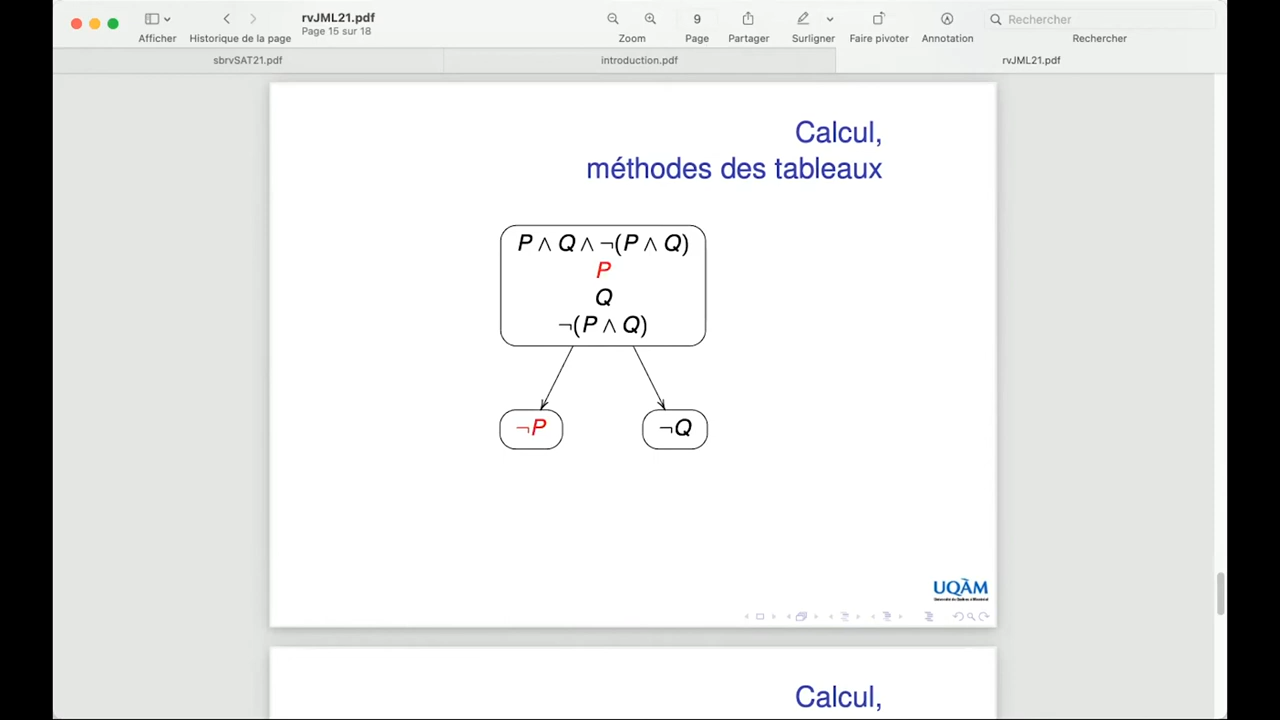 rvJML21.pdf
Page 15 sur 18
9
Rechercher
Afficher
Historique de la page
Zoom
Page
Partager
Surligner
Faire pivoter
Annotation
Rechercher
sbrvSAT21.pdf
introduction.pdf
rvJML21.pdf
Calcul,
méthodes des tableaux
P ∧ Q ∧ ¬(P ∧ Q)
P
Q
¬(P ∧ Q)
¬P
¬Q
UQÀM
Calcul,